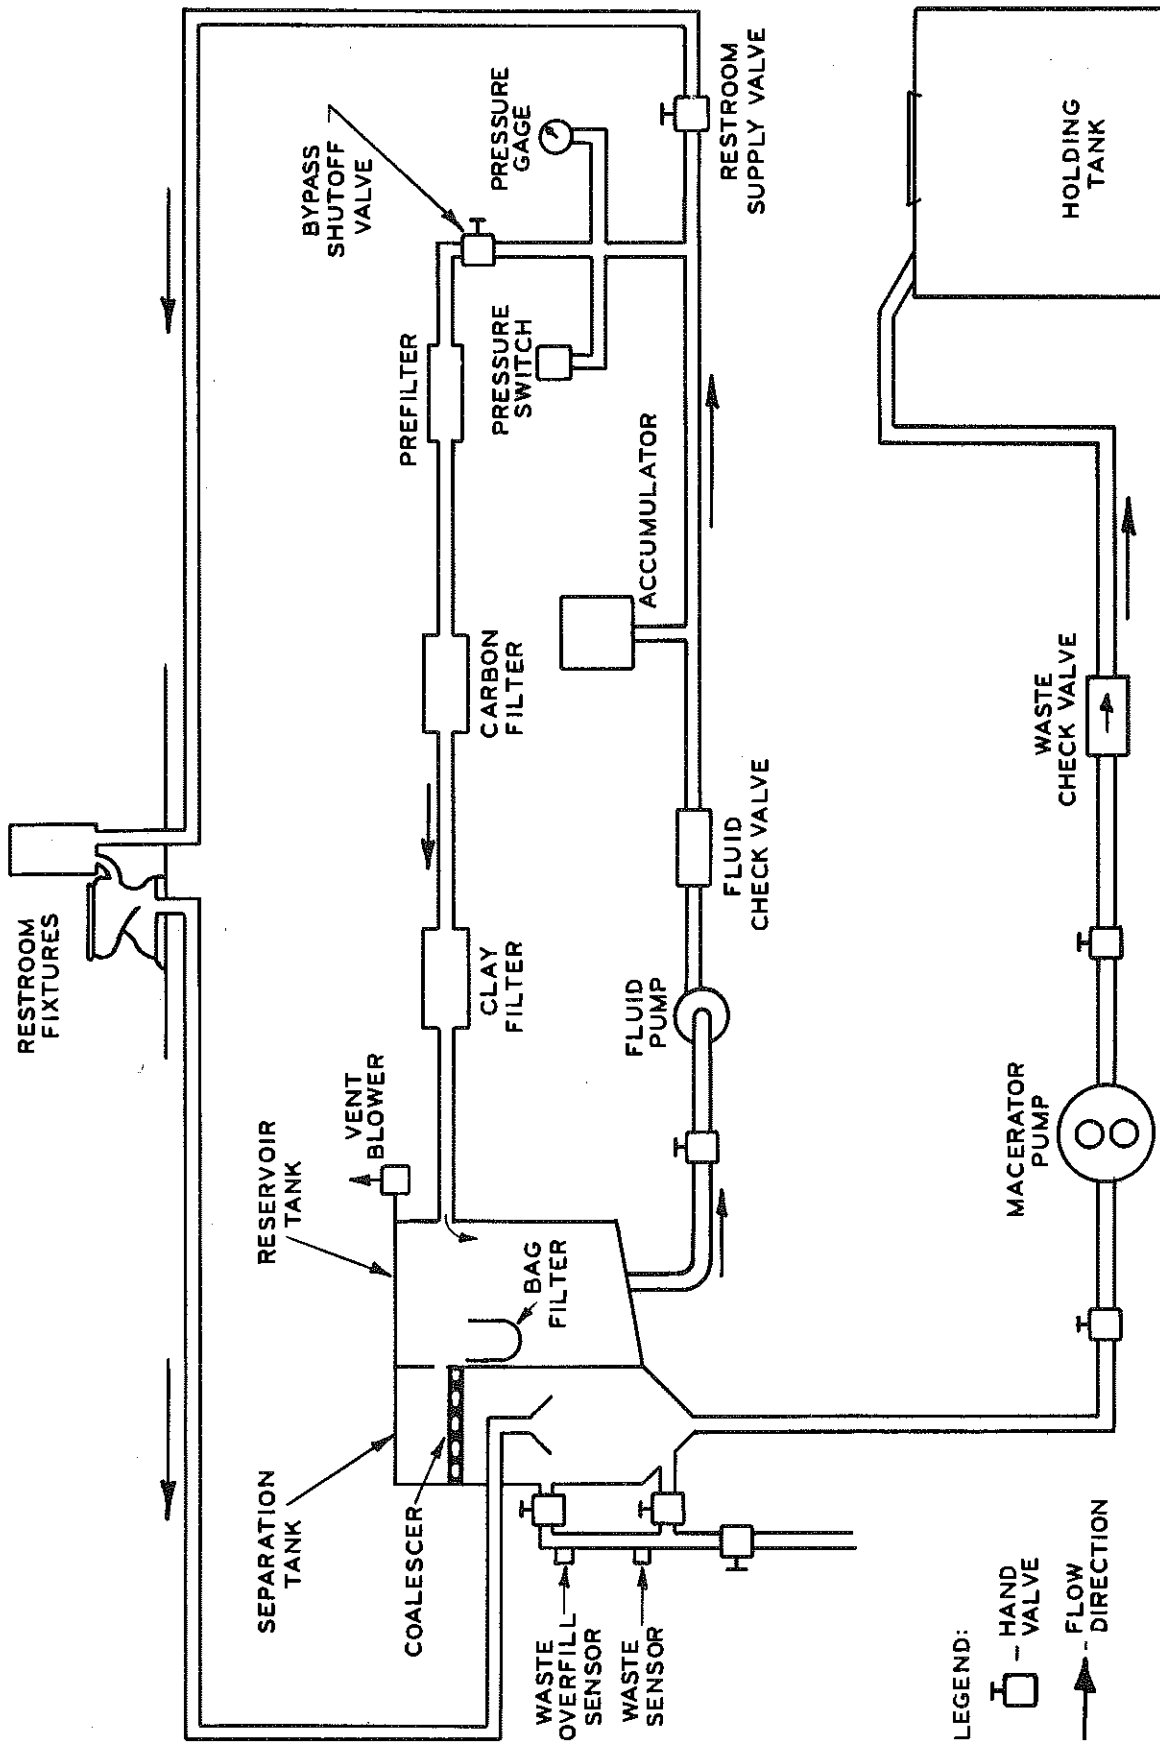 RESTROOM
FIXTURES
BYPASS
SHUTOFF
VALVE
PRESSURE
GAGE
RESTROOM
SUPPLY VALVE
PREFILTER
PRESSURE
SWITCH
HOLDING
TANK
ACCUMULATOR
CARBON
FILTER
WASTE
CHECK VALVE
FLUID
CHECK VALVE
CLAY
FILTER
FLUID
PUMP
VENT
BLOWER
MACERATOR
PUMP
RESERVOIR
TANK
BAG
FILTER
SEPARATION
TANK
COALESCER
WASTE
OVERFILL
SENSOR
WASTE
SENSOR
LEGEND:
– HAND
VALVE
– FLOW
DIRECTION